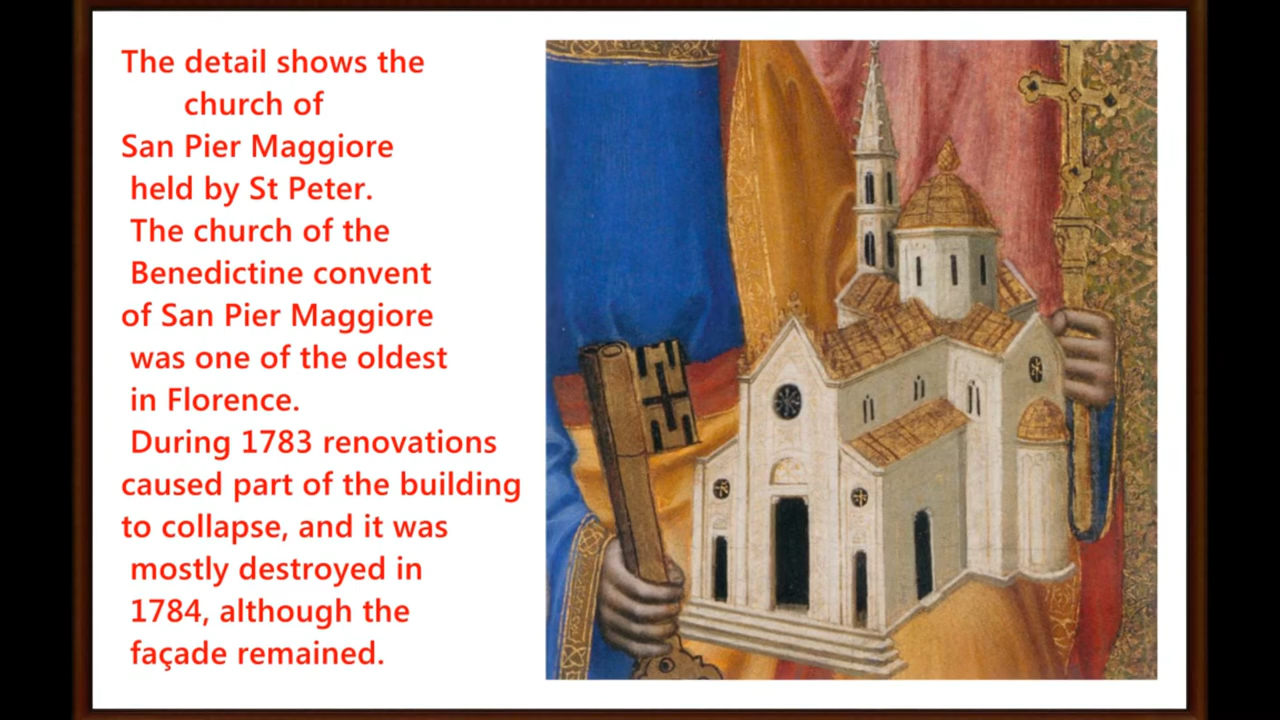 The detail shows the
church of
San Pier Maggiore
held by St Peter.
The church of the
Benedictine convent
of San Pier Maggiore
was one of the oldest
in Florence.
During 1783 renovations
caused part of the building
to collapse, and it was
mostly destroyed in
1784, although the
façade remained.